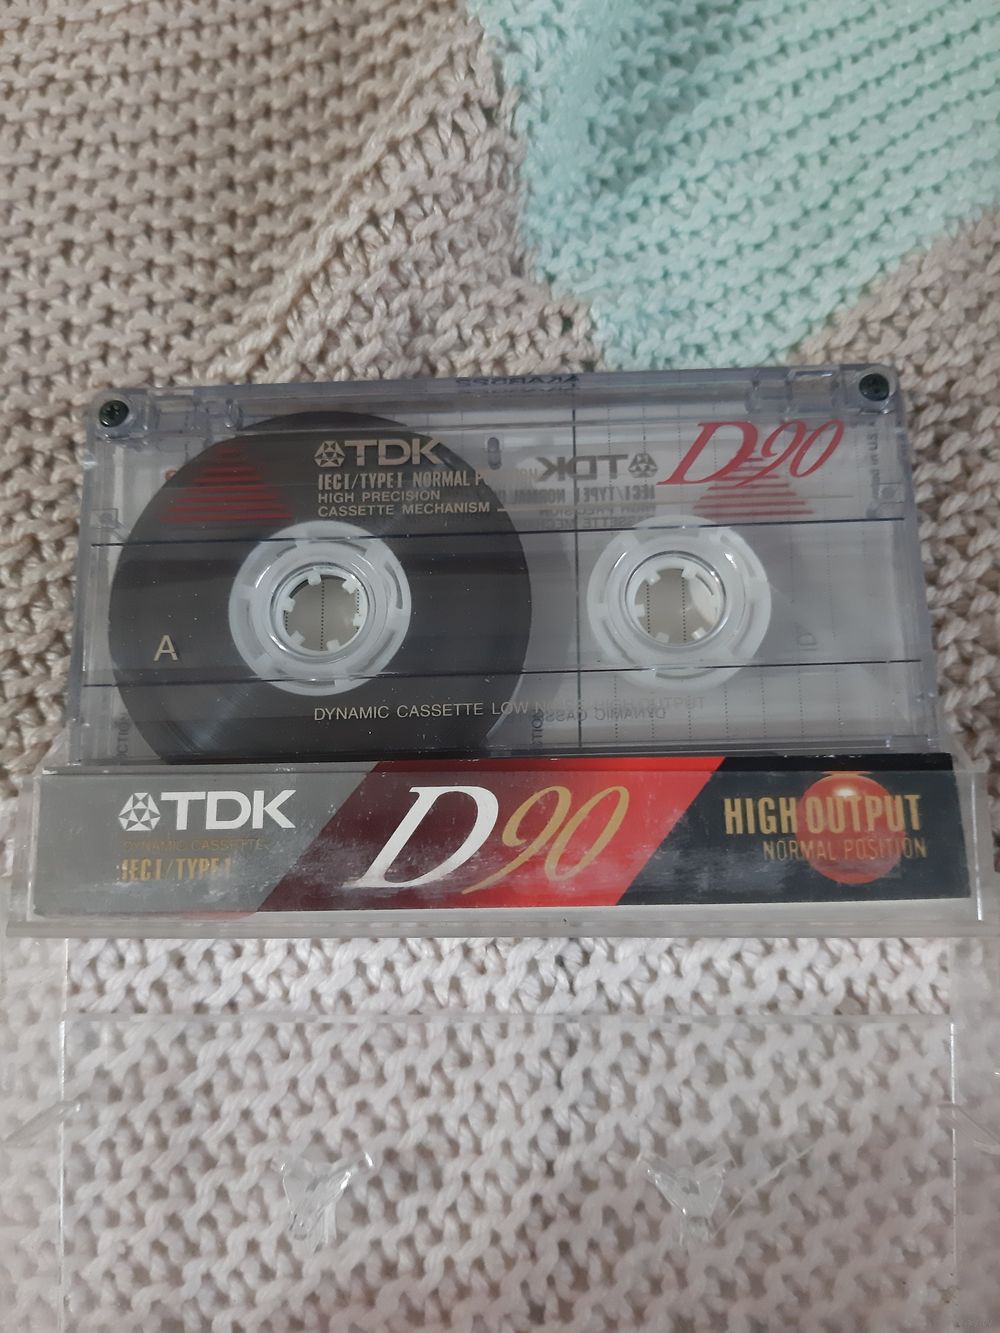 TDK
D90
IEC I / TYPE I NORMAL
HIGH PRECISION
CASSETTE MECHANISM
A
DYNAMIC CASSETTE LOW
TDK
D90
HIGH OUTPUT
DYNAMIC CASSETTE
NORMAL POSITION
IEC I / TYPE I